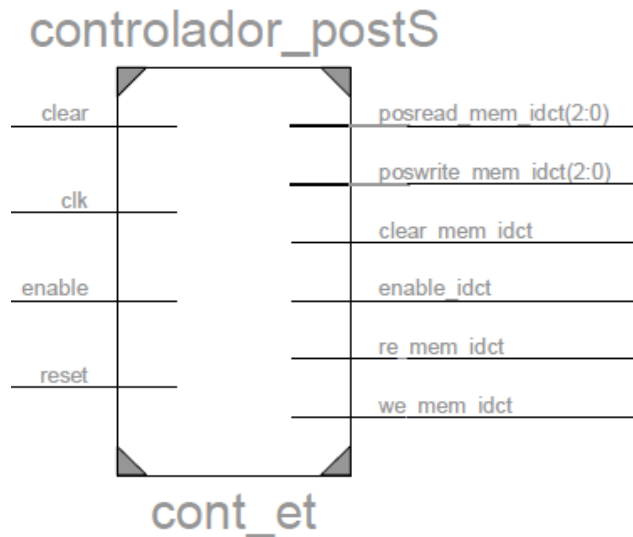 controlador_postS
clear
clk
enable
reset
posread_mem_idct(2:0)
poswrite_mem_idct(2:0)
clear_mem_idct
enable_idct
re_mem_idct
we_mem_idct
cont_et